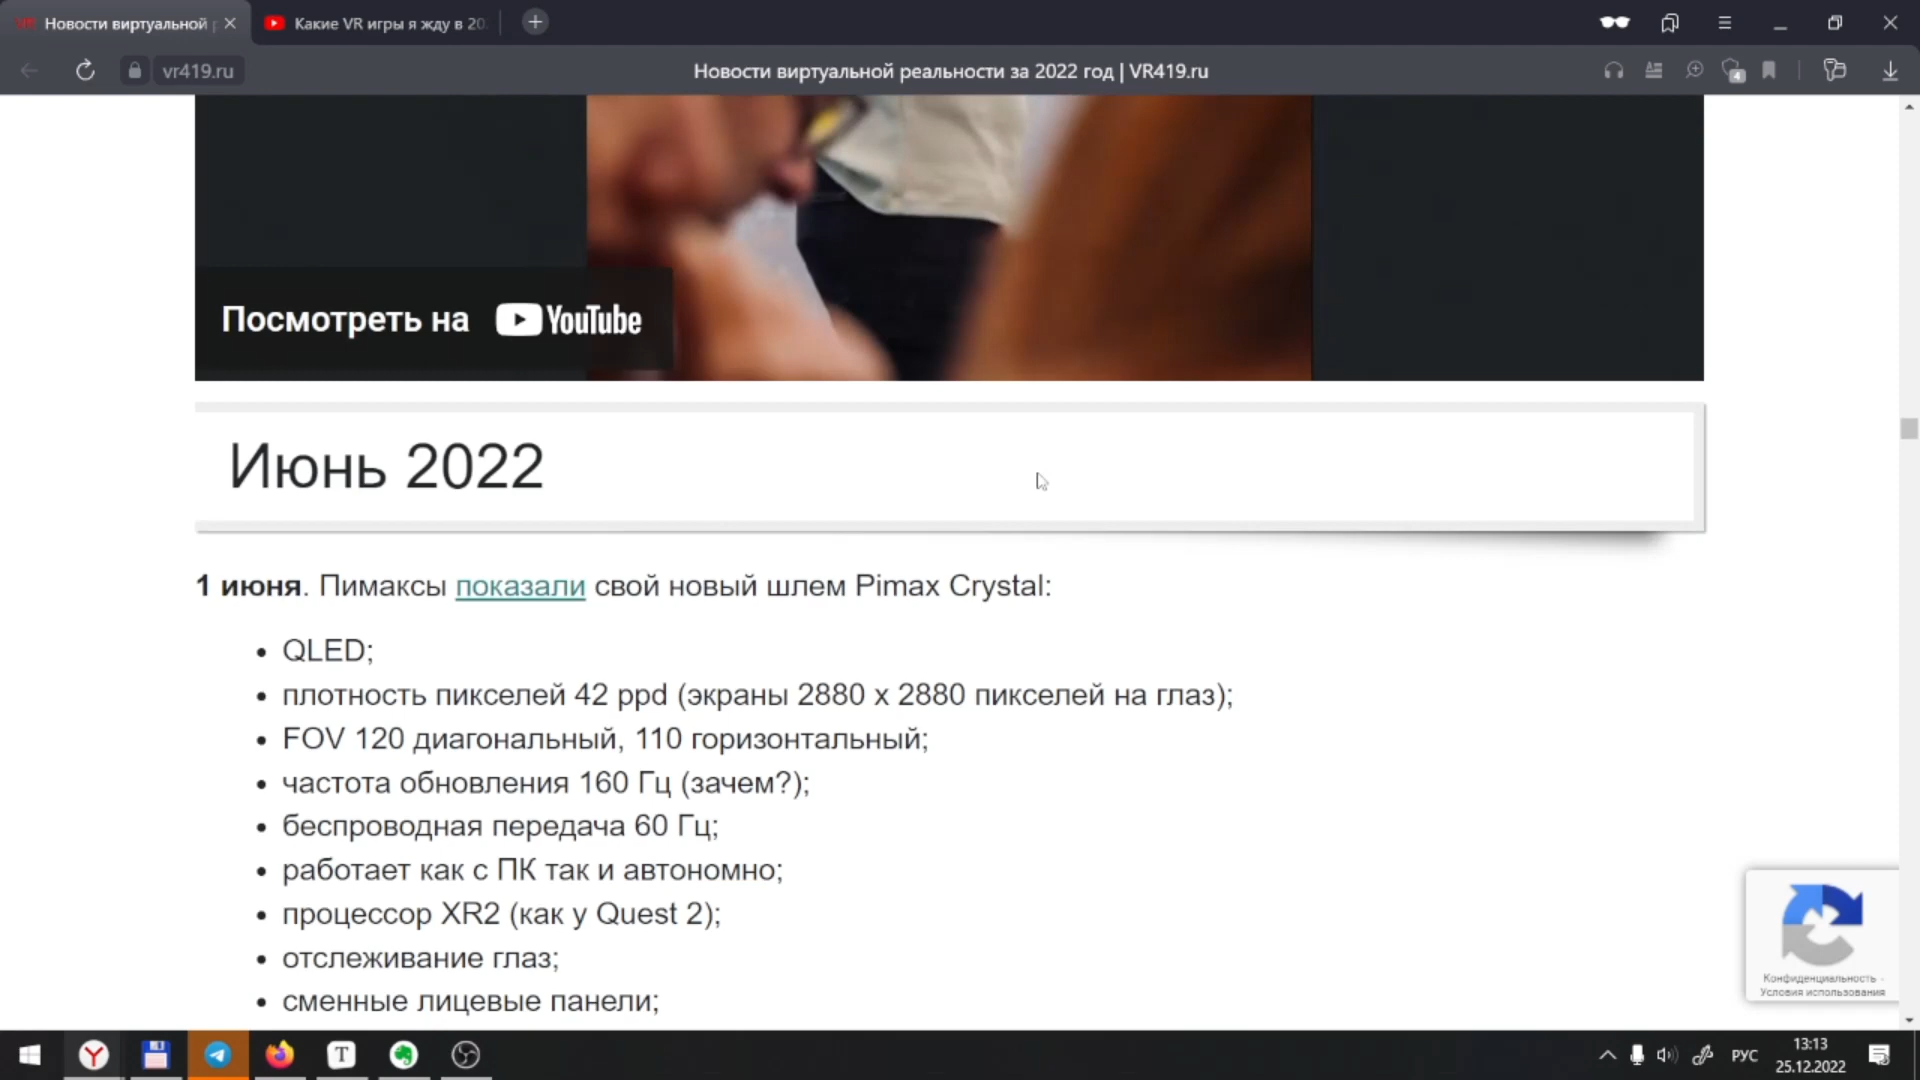 Новости виртуальной
Какие VR игры я жду в 20
vr419.ru
Новости виртуальной реальности за 2022 год | VR419.ru
4
Посмотреть на YouTube
Июнь 2022
1 июня. Пимаксы показали свой новый шлем Pimax Crystal:
• QLED;
• плотность пикселей 42 ppd (экраны 2880 x 2880 пикселей на глаз);
• FOV 120 диагональный, 110 горизонтальный;
• частота обновления 160 Гц (зачем?);
• беспроводная передача 60 Гц;
• работает как с ПК так и автономно;
• процессор XR2 (как у Quest 2);
• отслеживание глаз;
• сменные лицевые панели;
Конфиденциальность -
Условия использования
РУС
13:13
25.12.2022